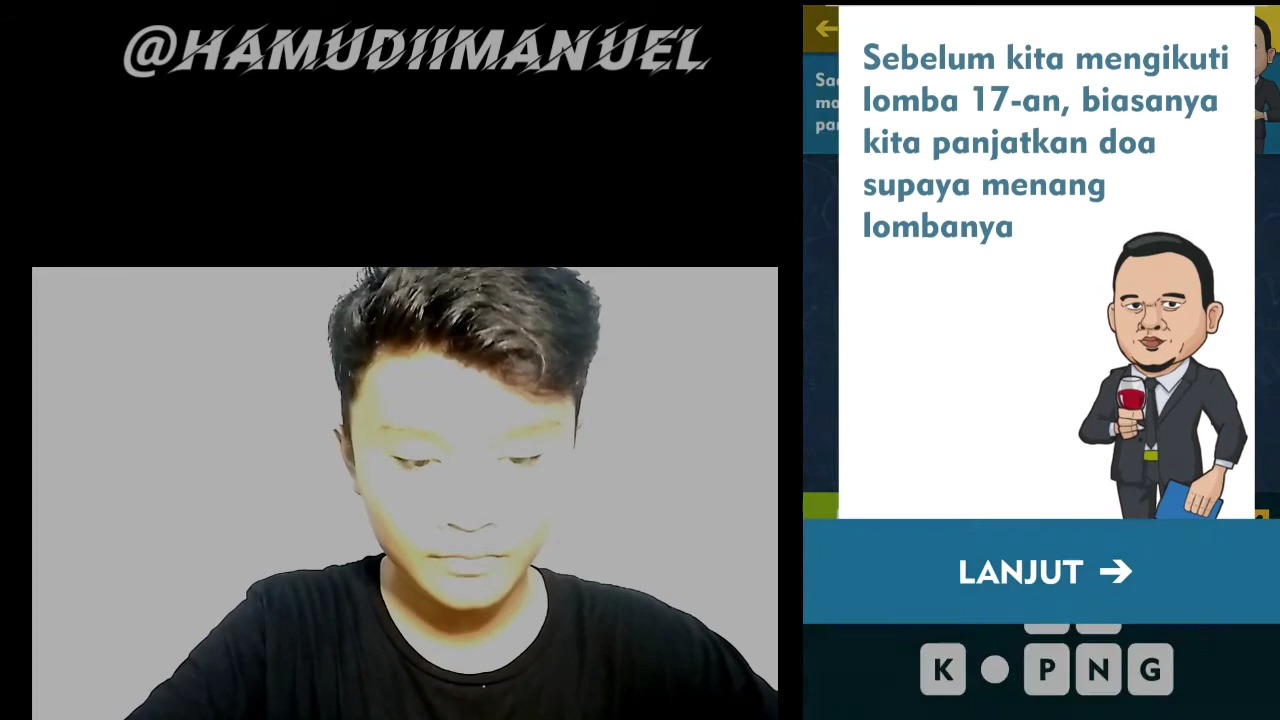 @HAMUDIIMANUEL
Sebelum kita mengikuti
lomba 17-an, biasanya
kita panjatkan doa
supaya menang
lombanya
LANJUT →
K P N G